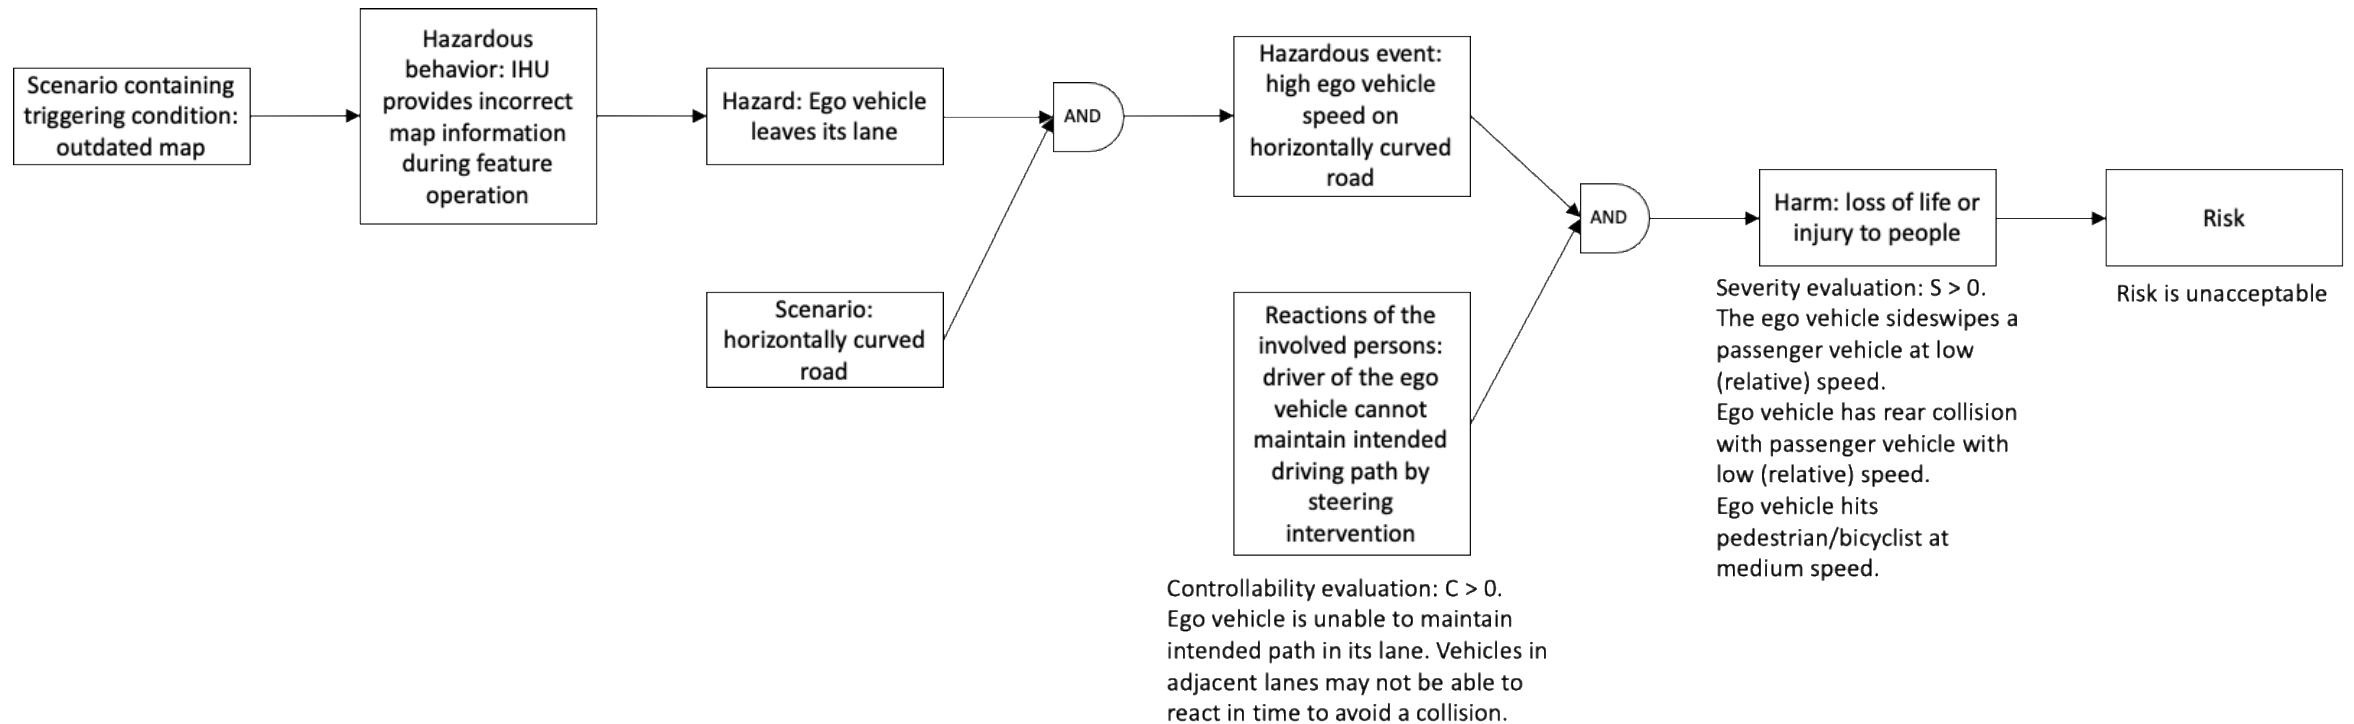 Scenario containing
triggering condition:
outdated map
Hazardous
behavior: IHU
provides incorrect
map information
during feature
operation
Hazard: Ego vehicle
leaves its lane
Scenario:
horizontally curved
road
AND
Hazardous event:
high ego vehicle
speed on
horizontally curved
road
Reactions of the
involved persons:
driver of the ego
vehicle cannot
maintain intended
driving path by
steering
intervention
Controllability evaluation: C > 0.
Ego vehicle is unable to maintain
intended path in its lane. Vehicles in
adjacent lanes may not be able to
react in time to avoid a collision.
AND
Harm: loss of life or
injury to people
Severity evaluation: S > 0.
The ego vehicle sideswipes a
passenger vehicle at low
(relative) speed.
Ego vehicle has rear collision
with passenger vehicle with
low (relative) speed.
Ego vehicle hits
pedestrian/bicyclist at
medium speed.
Risk
Risk is unacceptable